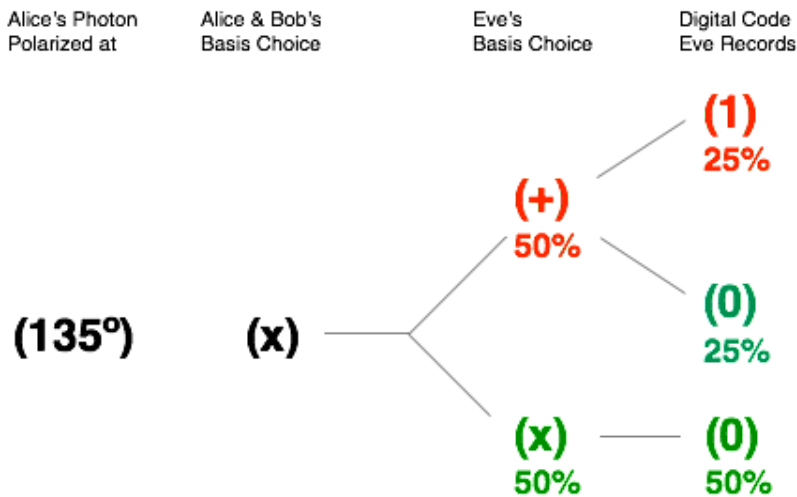 Alice's Photon
Polarized at
Alice & Bob's
Basis Choice
Eve's
Basis Choice
Digital Code
Eve Records
(135º)
(x)
(+)
50%
(x)
50%
(1)
25%
(0)
25%
(0)
50%